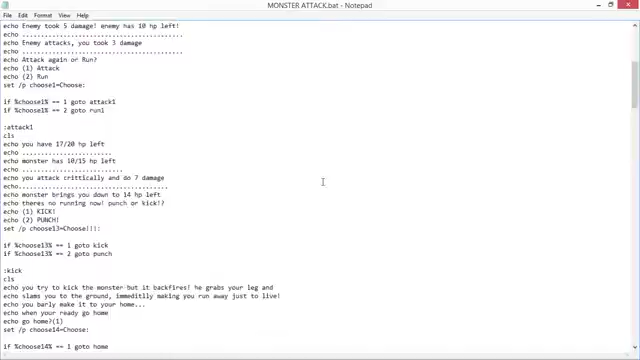 MONSTER ATTACK.bat - Notepad
File Edit Format View Help
echo Enemy took 5 damage! enemy has 10 hp left!
echo ..........................................
echo Enemy attacks, you took 3 damage
echo ..........................................
echo Attack again or Run?
echo (1) Attack
echo (2) Run
set /p choose1=Choose:
if %choose1% == 1 goto attack1
if %choose1% == 2 goto run1
:attack1
cls
echo you have 17/20 hp left
echo .......................
echo monster has 10/15 hp left
echo ..........................
echo you attack crittically and do 7 damage
echo......................................
echo monster brings you down to 14 hp left
echo theres no running now! punch or kick!?
echo (1) KICK!
echo (2) PUNCH!
set /p choose13=Choose!!!:
if %choose13% == 1 goto kick
if %choose13% == 2 goto punch
:kick
cls
echo you try to kick the monster but it backfires! he grabs your leg and
echo slams you to the ground, immeditlly making you run away just to live!
echo you barly make it to your home...
echo when your ready go home
echo go home?(1)
set /p choose14=Choose:
if %choose14% == 1 goto home